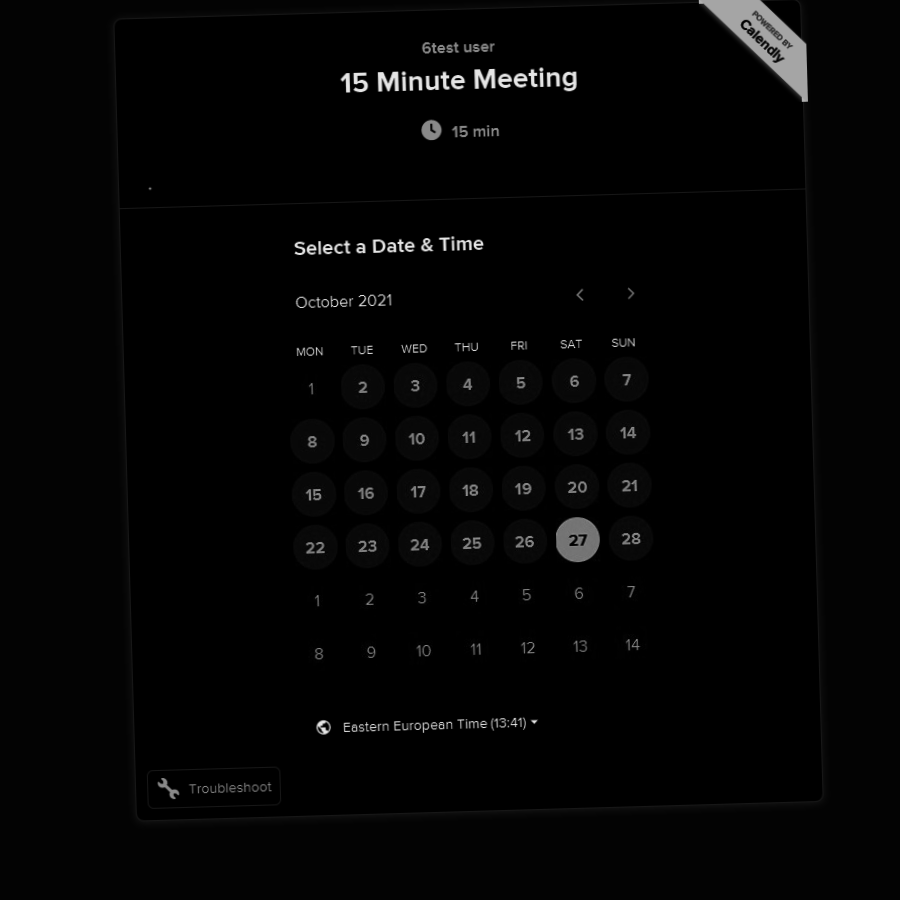 6test user
15 Minute Meeting
15 min
POWERED BY
Calendly
Select a Date & Time
October 2021
MON TUE WED THU FRI SAT SUN
1 2 3 4 5 6 7
8 9 10 11 12 13 14
15 16 17 18 19 20 21
22 23 24 25 26 27 28
1 2 3 4 5 6 7
8 9 10 11 12 13 14
Eastern European Time (13:41)
Troubleshoot